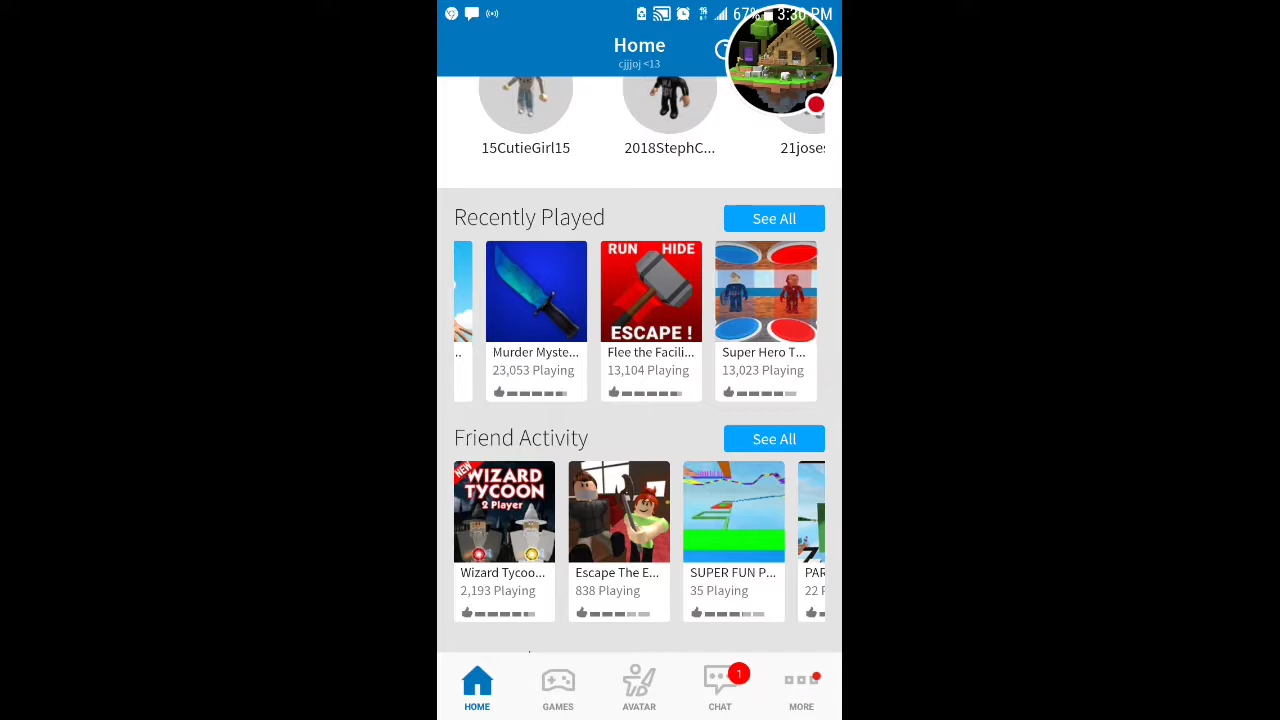 67% 3:30 PM
Home
cjjjoj <13
15CutieGirl15
2018StephC...
21joses
Recently Played
See All
RUN HIDE
ESCAPE !
..
Murder Myste...
Flee the Facili...
Super Hero T...
23,053 Playing
13,104 Playing
13,023 Playing
Friend Activity
See All
NEW
WIZARD
TYCOON
2 Player
Wizard Tycoo...
Escape The E...
SUPER FUN P...
PAR
2,193 Playing
838 Playing
35 Playing
22 P
1
HOME
GAMES
AVATAR
CHAT
MORE